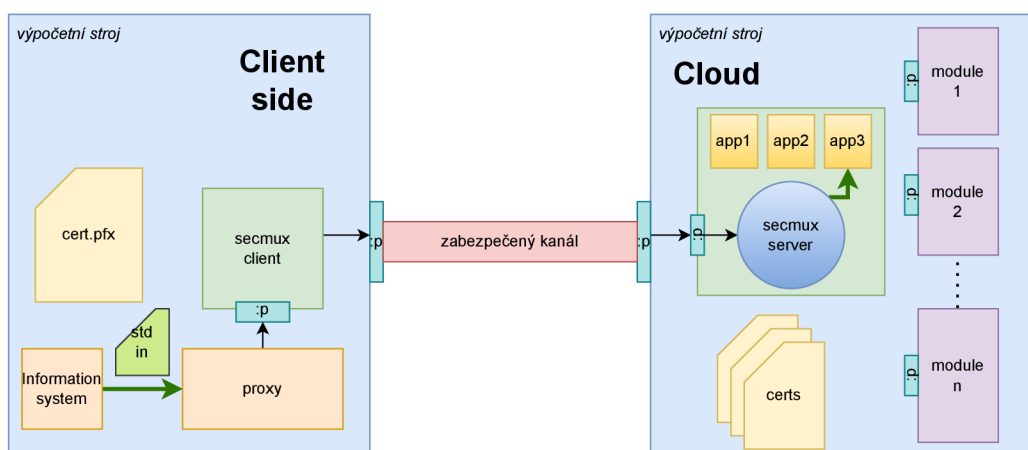 výpočetní stroj
Client
side
cert.pfx
secmux
client
:p
std
in
Information
system
proxy
:p
zabezpečený kanál
:p
výpočetní stroj
Cloud
app1
app2
app3
:p
secmux
server
certs
:p
module
1
:p
module
2
:p
module
n